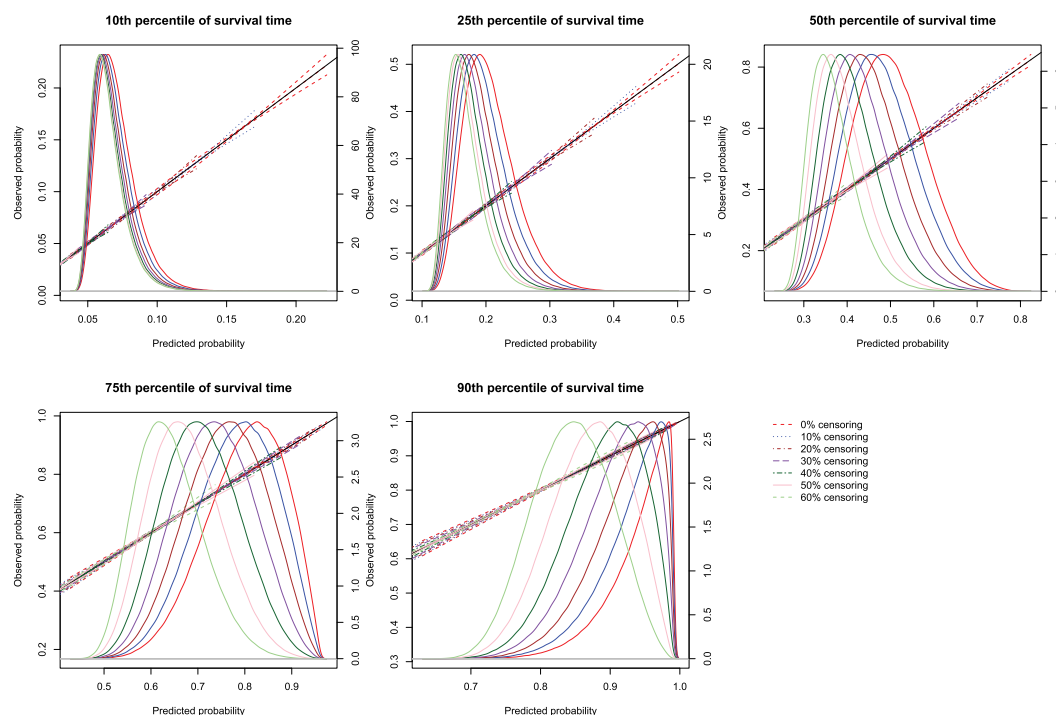 10th percentile of survival time
25th percentile of survival time
50th percentile of survival time
Observed probability
0.00 0.05 0.10 0.15 0.20
0 20 40 60 80 100
0.05 0.10 0.15 0.20
Predicted probability
Observed probability
0.0 0.1 0.2 0.3 0.4 0.5
0 5 10 15 20
0.1 0.2 0.3 0.4 0.5
Predicted probability
Observed probability
0.2 0.4 0.6 0.8
0.3 0.4 0.5 0.6 0.7 0.8
Predicted probability
75th percentile of survival time
90th percentile of survival time
Observed probability
0.2 0.4 0.6 0.8 1.0
0.0 0.5 1.0 1.5 2.0 2.5 3.0
0.5 0.6 0.7 0.8 0.9
Predicted probability
Observed probability
0.3 0.4 0.5 0.6 0.7 0.8 0.9 1.0
0.0 0.5 1.0 1.5 2.0 2.5
0.7 0.8 0.9 1.0
Predicted probability
0% censoring
10% censoring
20% censoring
30% censoring
40% censoring
50% censoring
60% censoring